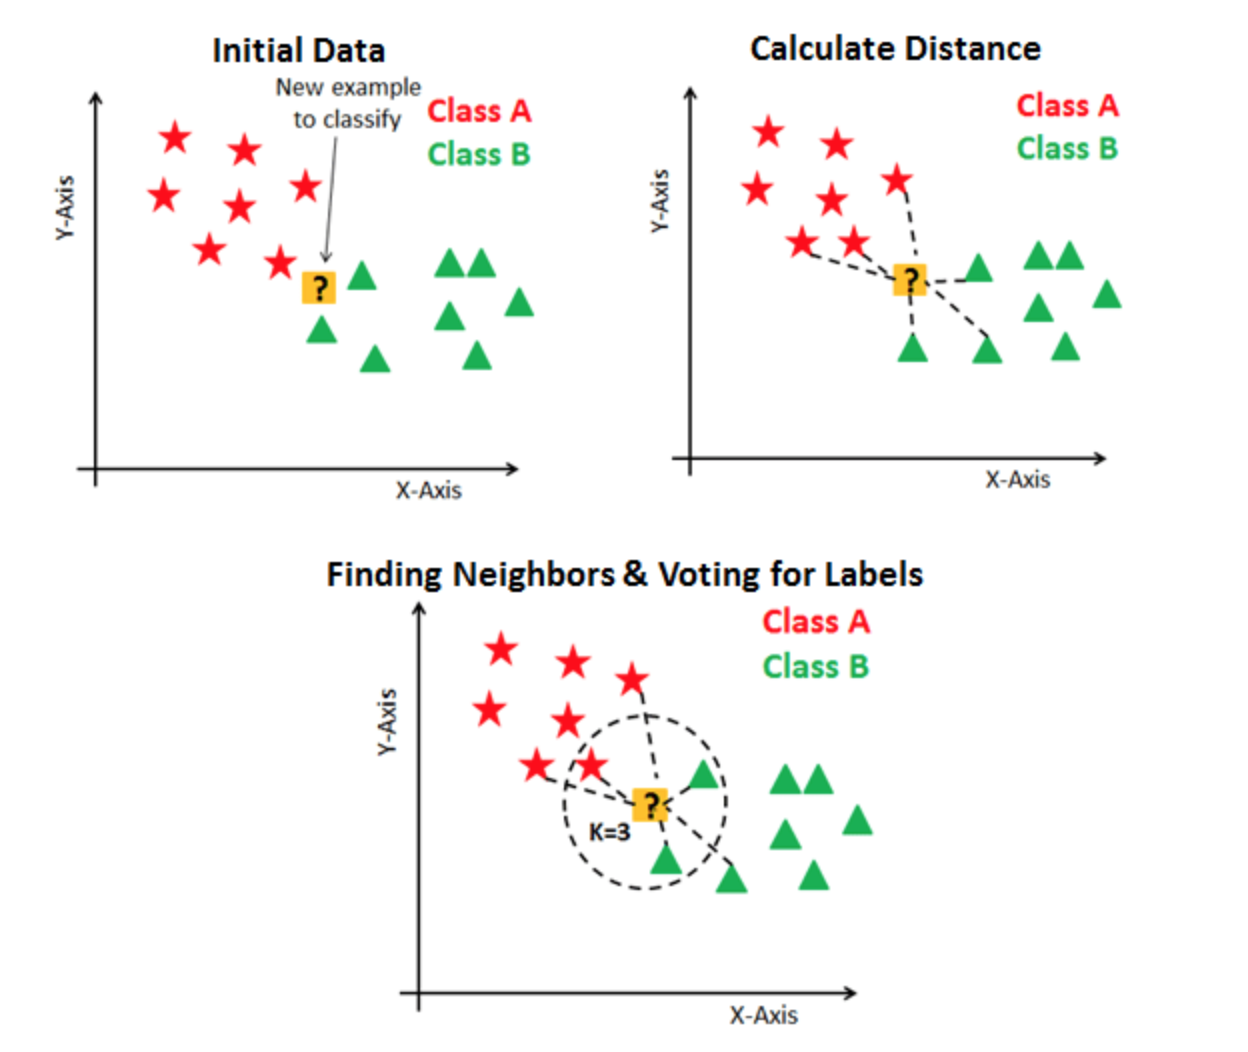 Initial Data
New example
to classify
Class A
Class B
?
Y-Axis
X-Axis
Calculate Distance
Class A
Class B
?
Y-Axis
X-Axis
Finding Neighbors & Voting for Labels
Class A
Class B
?
K=3
Y-Axis
X-Axis